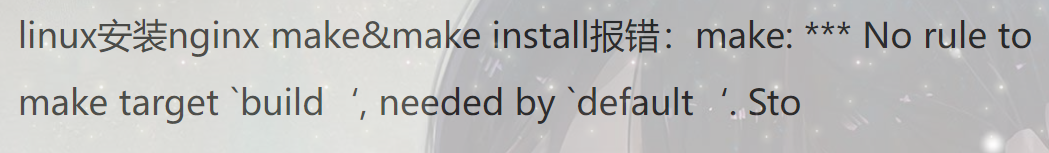 linux安装nginx make&make install报错：make: *** No rule to
make target `build‘, needed by `default‘. Sto